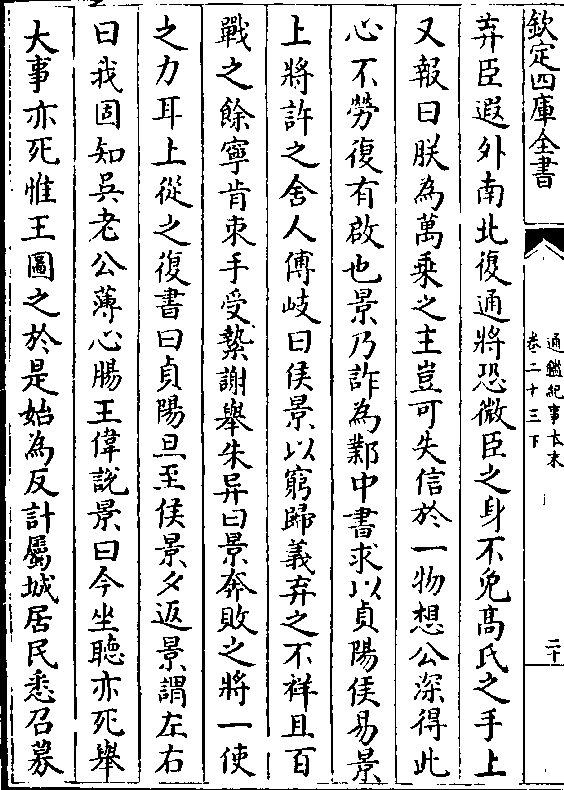 欽定四庫全書
通鑑紀事本末
卷二十三下
二十
弃臣遐外南北復通將恐微臣之身不免髙氏之手上
又報曰朕為萬乗之主豈可失信於一物想公深得此
心不勞復有啟也景乃詐為鄴中書求以貞陽侯易景
上將許之舍人傅岐曰侯景以窮歸義弃之不祥且百
戰之餘寧肯束手受縶謝舉朱异曰景奔敗之將一使
之力耳上從之復書曰貞陽旦至侯景夕返景謂左右
曰我固知吳老公薄心腸王偉說景曰今坐聽亦死舉
大事亦死惟王圖之於是始為反計屬城居民悉召募